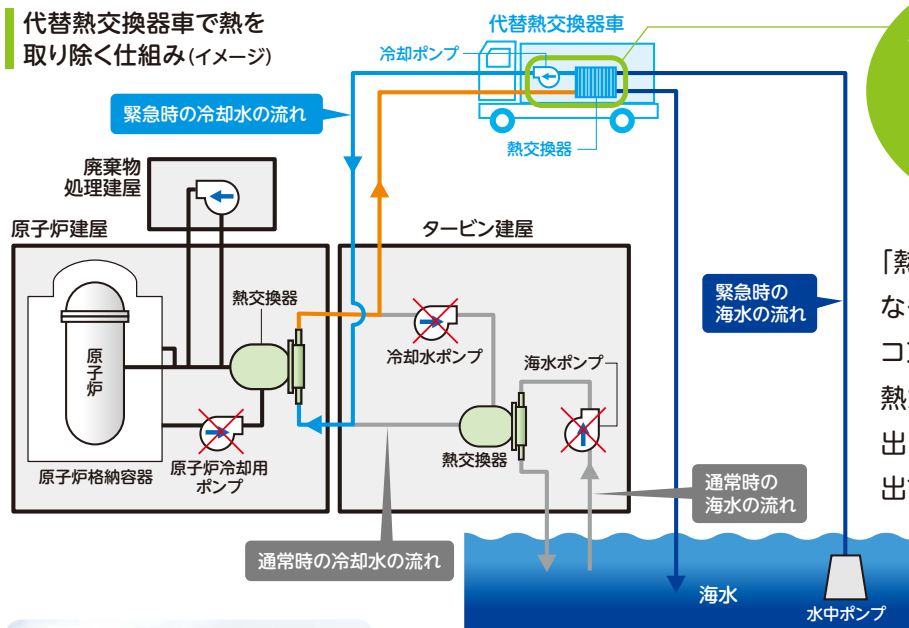 代替熱交換器車で熱を
取り除く仕組み(イメージ)
代替熱交換器車
冷却ポンプ
熱交換器
緊急時の冷却水の流れ
廃棄物
処理建屋
原子炉建屋
タービン建屋
熱交換器
原子炉
冷却水ポンプ
海水ポンプ
熱交換器
原子炉格納容器
原子炉冷却用
ポンプ
緊急時の
海水の流れ
通常時の
海水の流れ
通常時の冷却水の流れ
海水
水中ポンプ
「熱
な
コン
熱
出
出